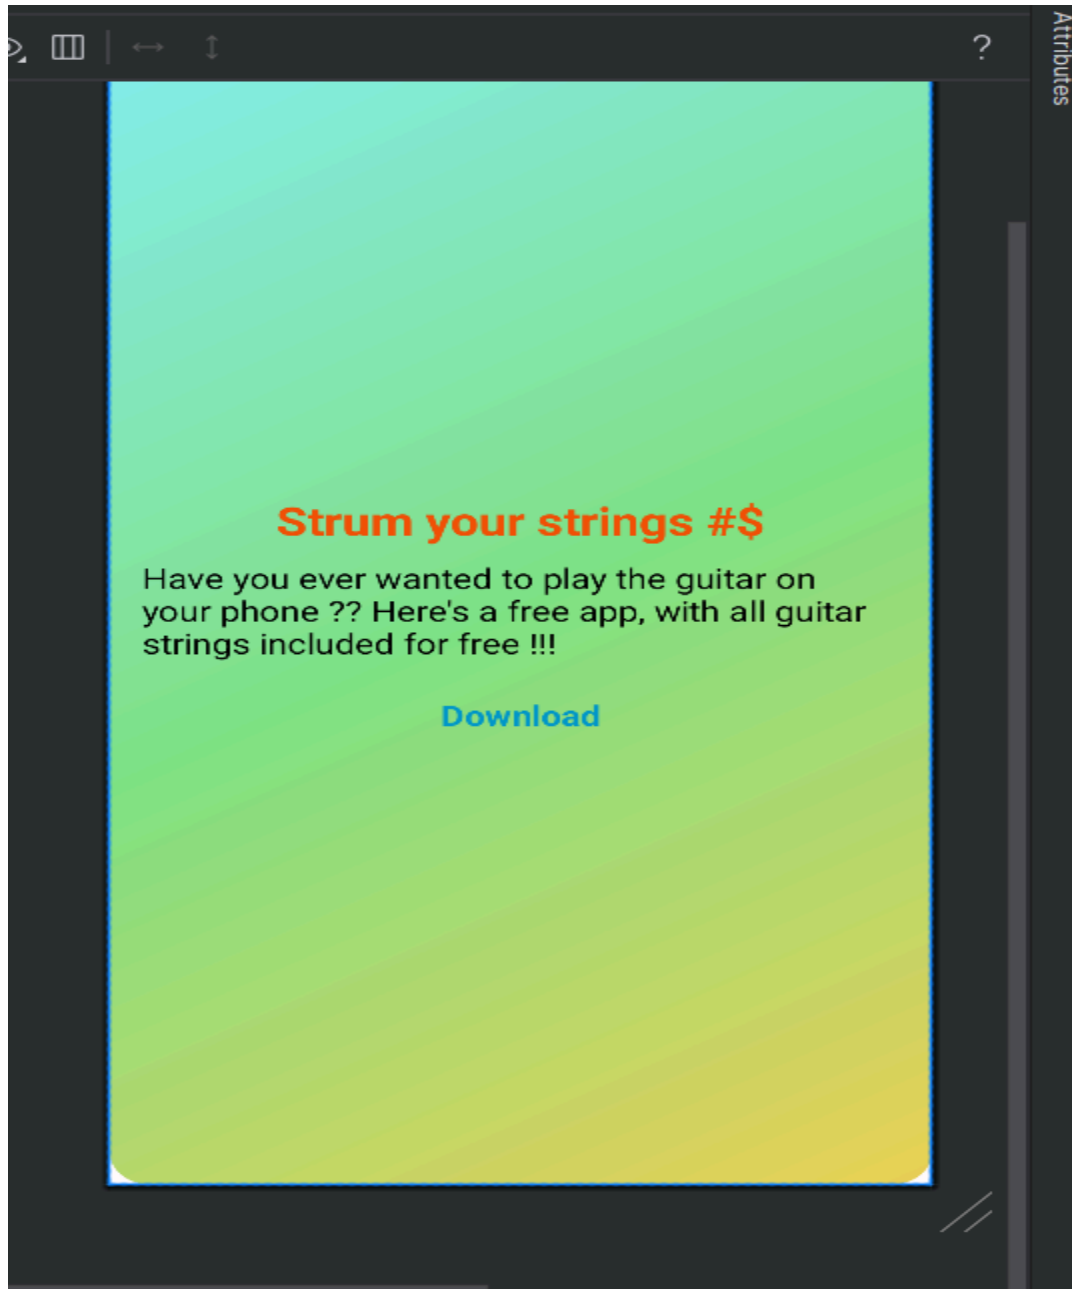 ?
Attributes
Strum your strings #$
Have you ever wanted to play the guitar on
your phone ?? Here's a free app, with all guitar
strings included for free !!!
Download